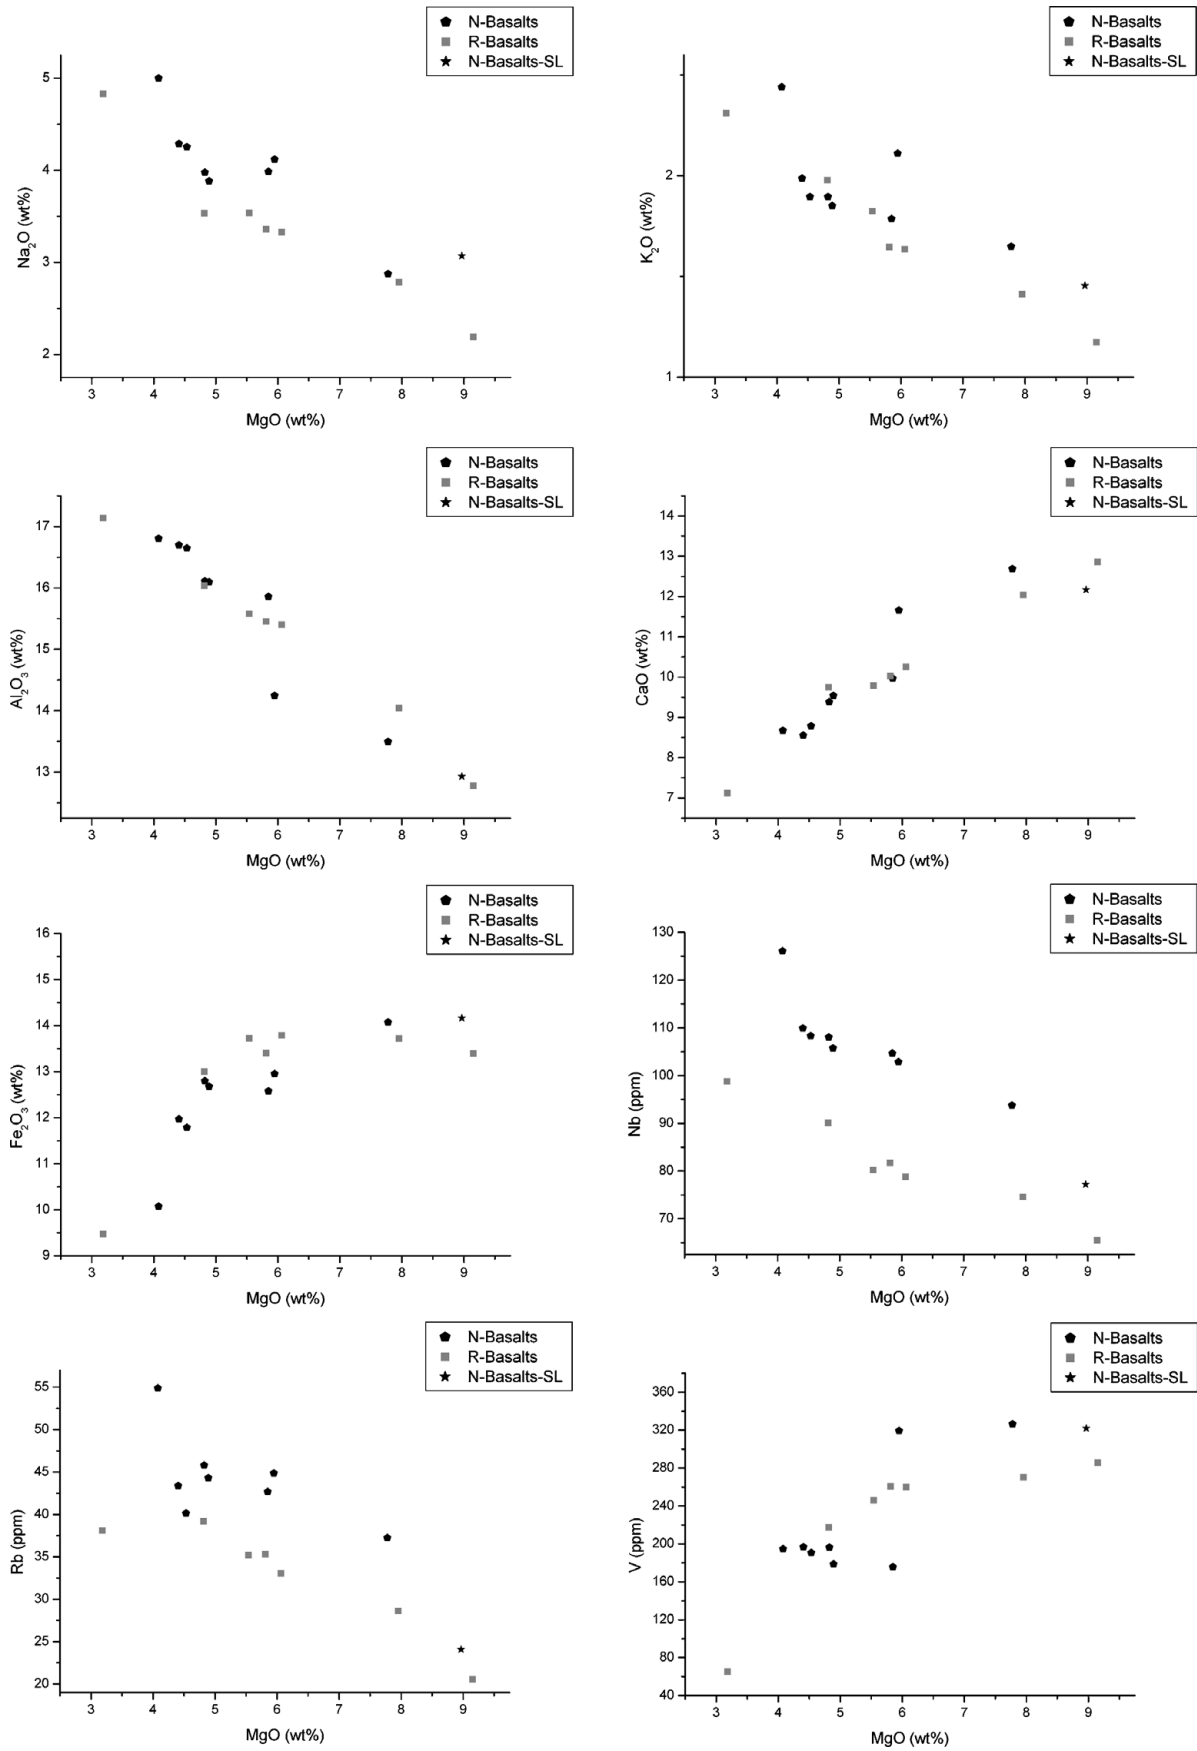 N-Basalts
R-Basalts
N-Basalts-SL
5
4
3
2
Na₂O (wt%)
3 4 5 6 7 8 9
MgO (wt%)
N-Basalts
R-Basalts
N-Basalts-SL
2
1
K₂O (wt%)
3 4 5 6 7 8 9
MgO (wt%)
N-Basalts
R-Basalts
N-Basalts-SL
17
16
15
14
13
Al₂O₃ (wt%)
3 4 5 6 7 8 9
MgO (wt%)
N-Basalts
R-Basalts
N-Basalts-SL
14
13
12
11
10
9
8
7
CaO (wt%)
3 4 5 6 7 8 9
MgO (wt%)
N-Basalts
R-Basalts
N-Basalts-SL
16
15
14
13
12
11
10
9
Fe₂O₃ (wt%)
3 4 5 6 7 8 9
MgO (wt%)
N-Basalts
R-Basalts
N-Basalts-SL
130
120
110
100
90
80
70
Nb (ppm)
3 4 5 6 7 8 9
MgO (wt%)
N-Basalts
R-Basalts
N-Basalts-SL
55
50
45
40
35
30
25
20
Rb (ppm)
3 4 5 6 7 8 9
MgO (wt%)
N-Basalts
R-Basalts
N-Basalts-SL
360
320
280
240
200
160
120
80
40
V (ppm)
3 4 5 6 7 8 9
MgO (wt%)